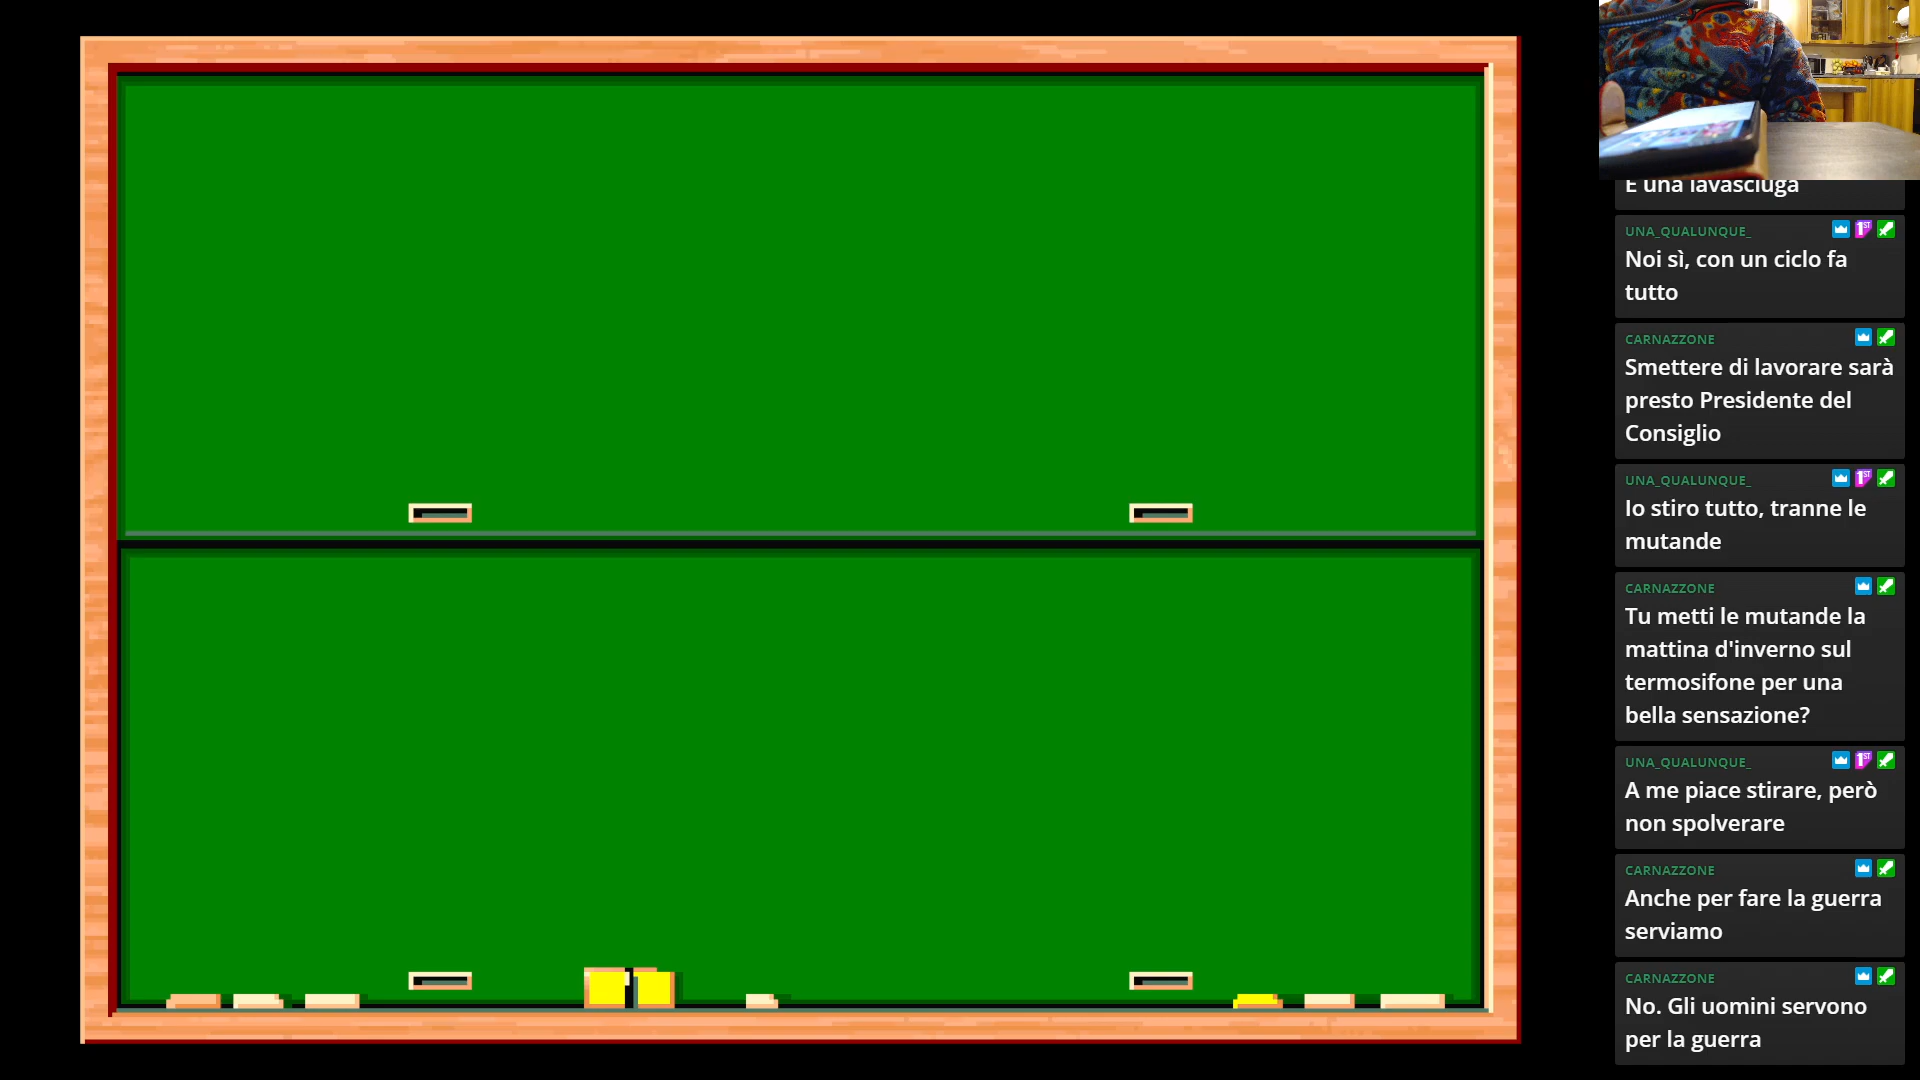 È una lavasciuga
UNA_QUALUNQUE_
1ST
Noi sì, con un ciclo fa
tutto
CARNAZZONE
Smettere di lavorare sarà
presto Presidente del
Consiglio
UNA_QUALUNQUE_
1ST
Io stiro tutto, tranne le
mutande
CARNAZZONE
Tu metti le mutande la
mattina d'inverno sul
termosifone per una
bella sensazione?
UNA_QUALUNQUE_
1ST
A me piace stirare, però
non spolverare
CARNAZZONE
Anche per fare la guerra
serviamo
CARNAZZONE
No. Gli uomini servono
per la guerra